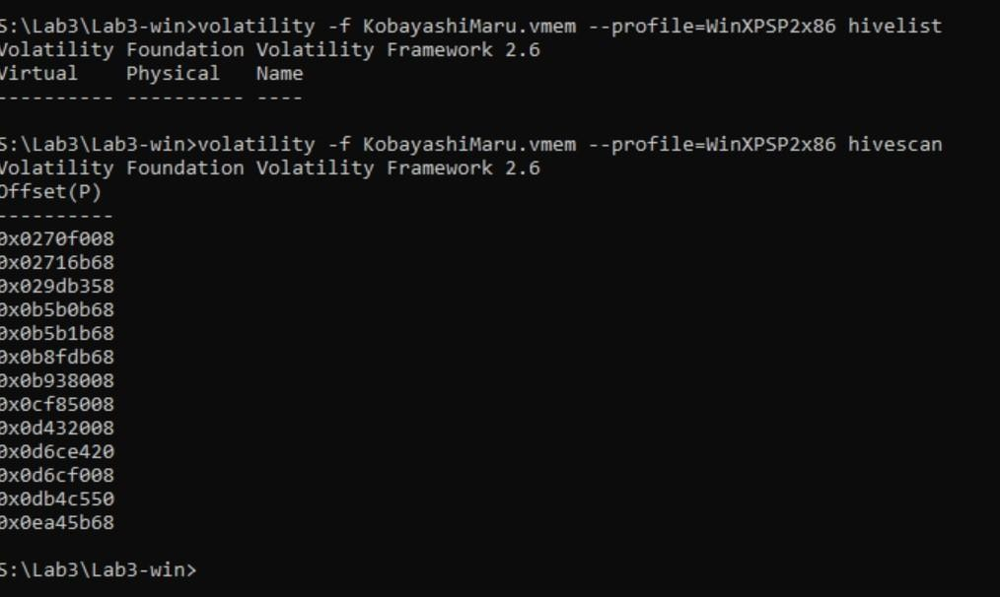 S:\Lab3\Lab3-win>volatility -f KobayashiMaru.vmem --profile=WinXPSP2x86 hivelist
Volatility Foundation Volatility Framework 2.6
Virtual    Physical   Name
---------- ---------- ----
S:\Lab3\Lab3-win>volatility -f KobayashiMaru.vmem --profile=WinXPSP2x86 hivescan
Volatility Foundation Volatility Framework 2.6
Offset(P)
----------
0x0270f008
0x02716b68
0x029db358
0x0b5b0b68
0x0b5b1b68
0x0b8fdb68
0x0b938008
0x0cf85008
0x0d432008
0x0d6ce420
0x0d6cf008
0x0db4c550
0x0ea45b68
S:\Lab3\Lab3-win>